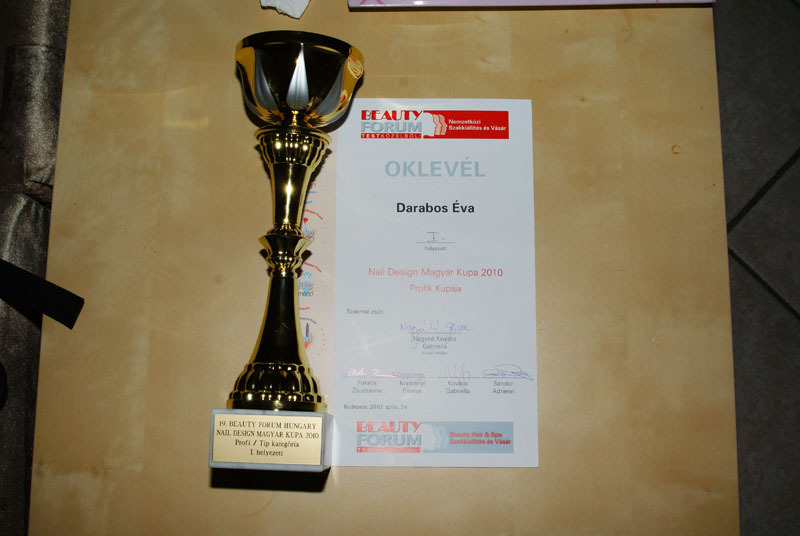 BEAUTY
FORUM
TESTKÖZELBŐL
Nemzetközi
Szakkiállítás és Vásár
OKLEVÉL
Darabos Éva
I.
helyezett
Nail Design Magyar Kupa 2010
Profik Kupája
Szakmai zsűri:
Nagyné Kovács
Gabriella
Fekete
Zsuzsanna
Koppányi
Emese
Kovács
Gabriella
Sándor
Adrienn
Budapest, 2010. április 24.
BEAUTY
FORUM
Beauty Hair & Spa
Szakkiállítás és Vásár
19. BEAUTY FORUM HUNGARY
NAIL DESIGN MAGYAR KUPA 2010
Profi / Tip kategória
I. helyezett